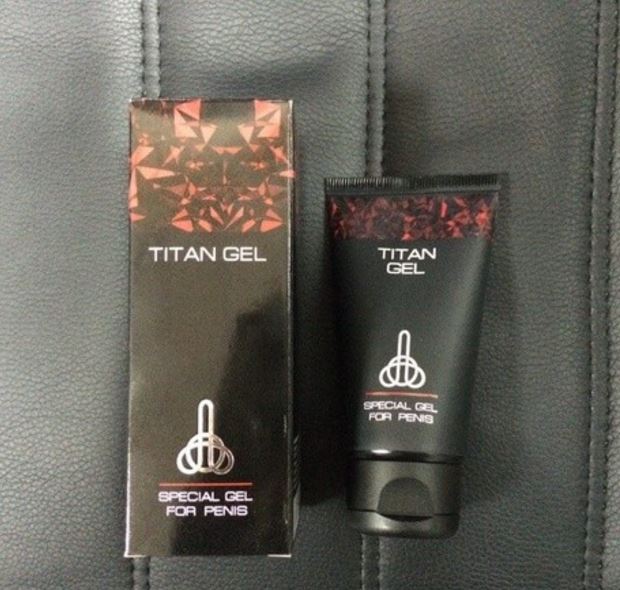 TITAN GEL
SPECIAL GEL
FOR PENIS
TITAN
GEL
SPECIAL GEL
FOR PENIS